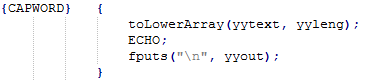 {CAPWORD} {
toLowerArray(yytext, yyleng);
ECHO;
fputs("\n", yyout);
}